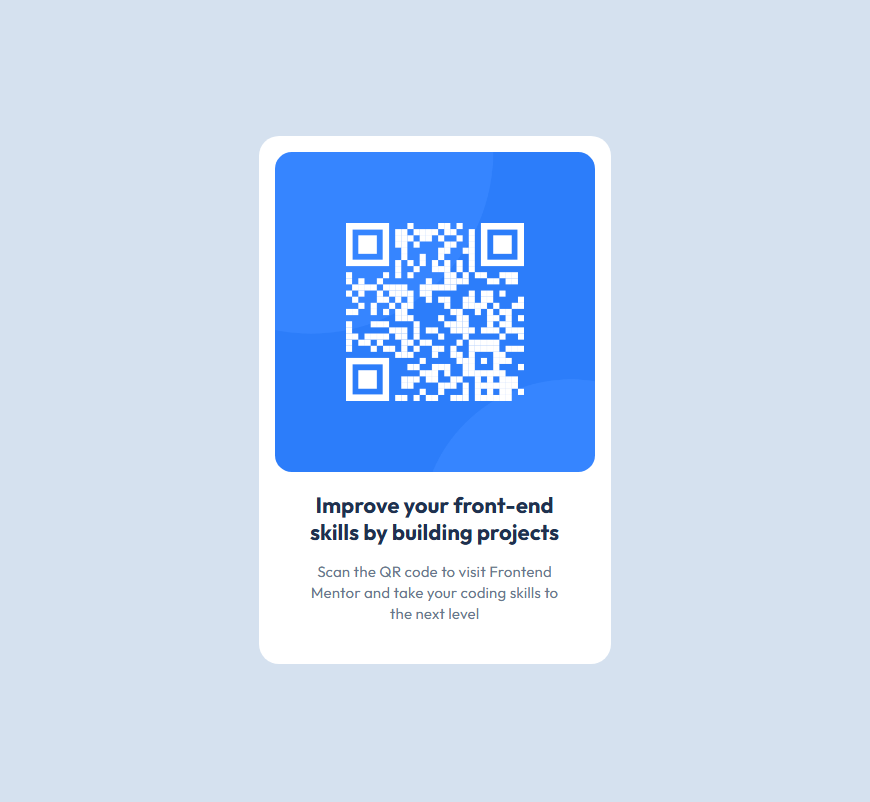 Improve your front-end
skills by building projects
Scan the QR code to visit Frontend
Mentor and take your coding skills to
the next level